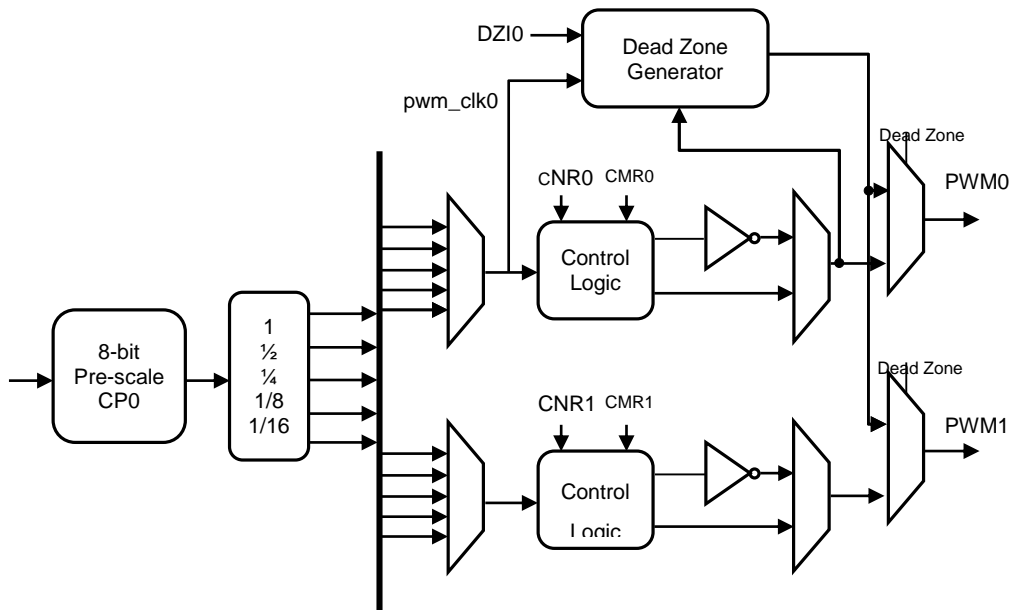 DZI0
Dead Zone
Generator
pwm_clk0
Dead Zone
PWM0
CNR0
CMR0
Control
Logic
8-bit
Pre-scale
CP0
1
½
¼
1/8
1/16
Dead Zone
PWM1
CNR1
CMR1
Control
Logic